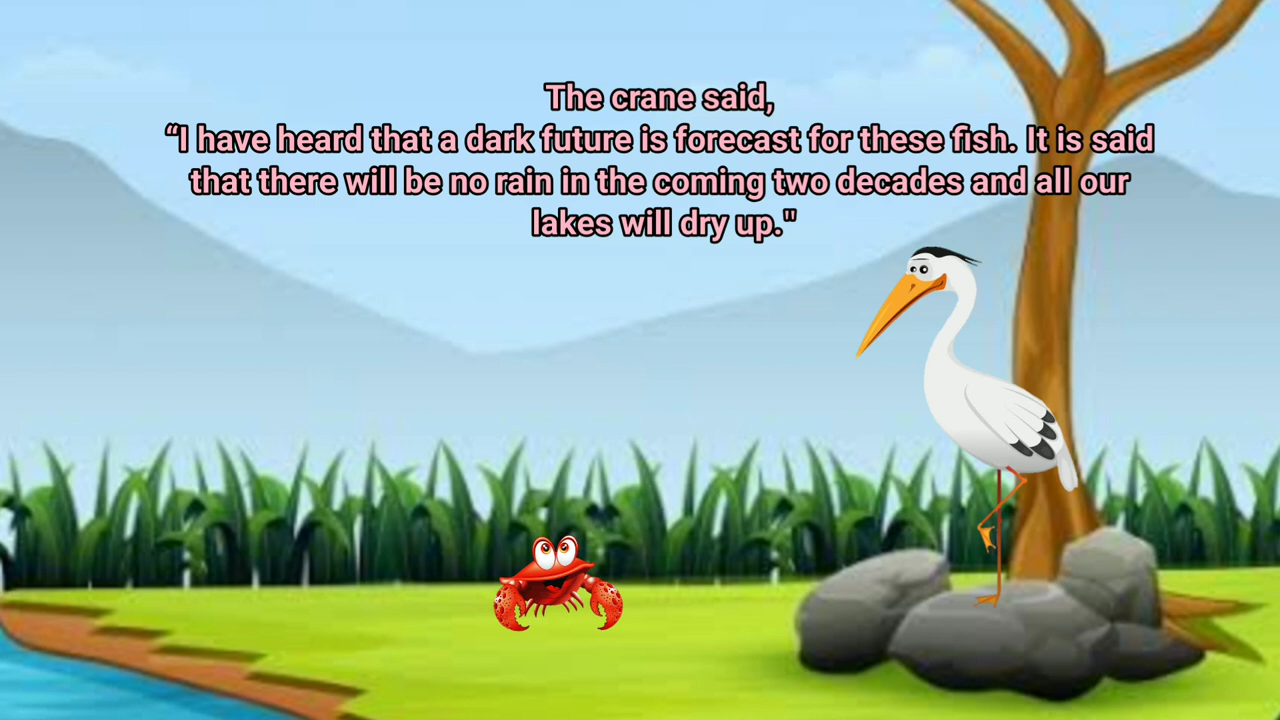 The crane said,
“I have heard that a dark future is forecast for these fish. It is said
that there will be no rain in the coming two decades and all our
lakes will dry up."